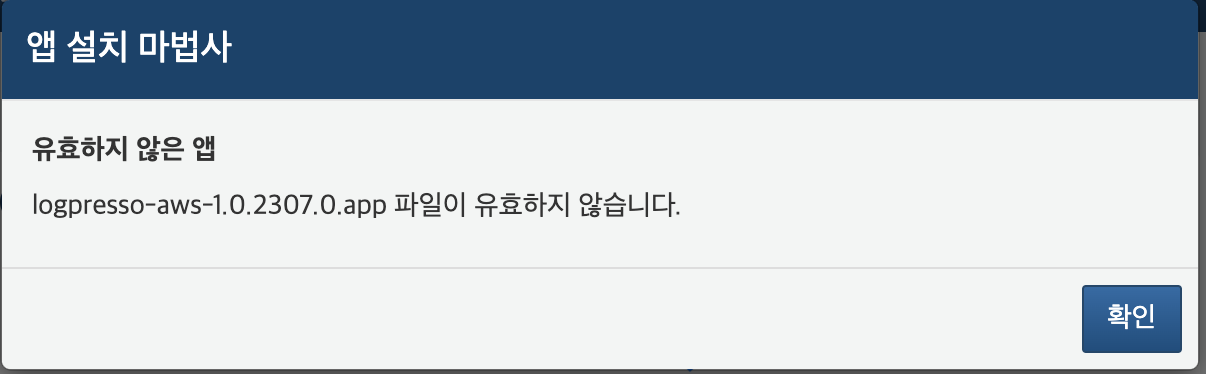 앱 설치 마법사
유효하지 않은 앱
logpresso-aws-1.0.2307.0.app 파일이 유효하지 않습니다.
확인